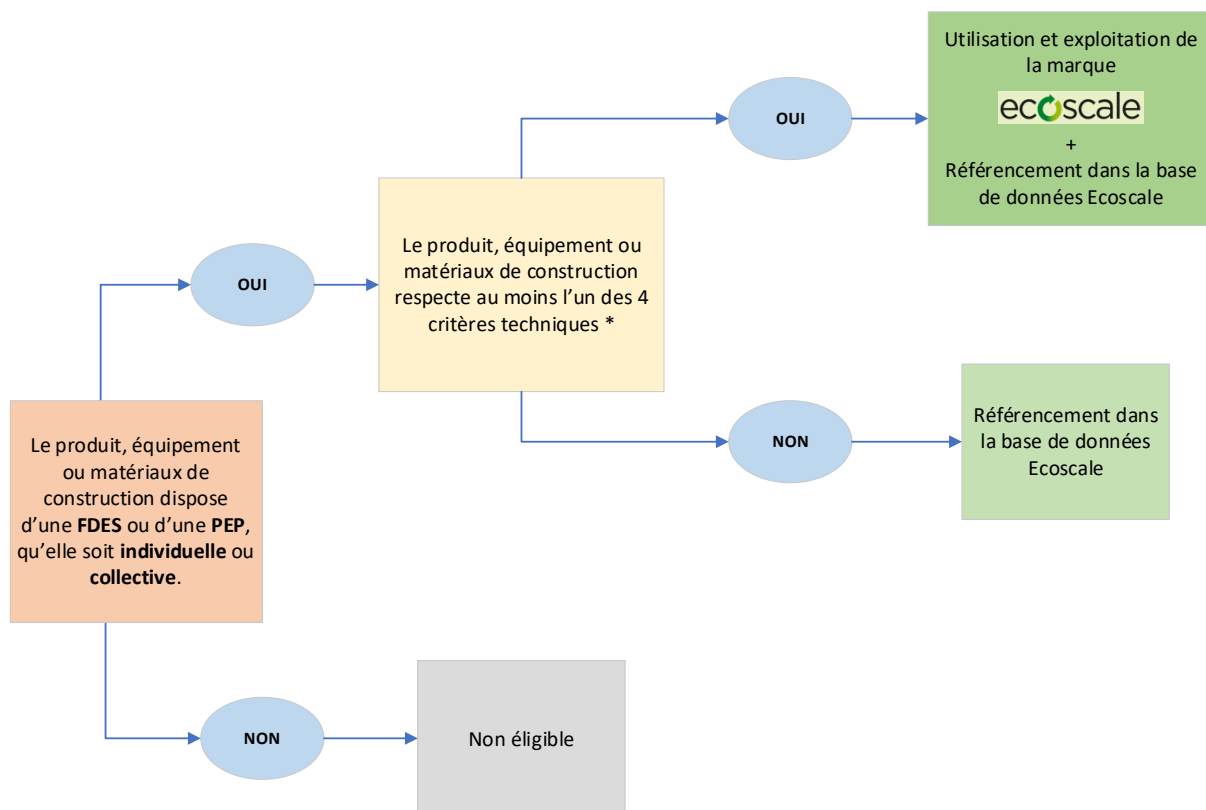 Le produit, équipement
ou matériaux de
construction dispose
d’une FDES ou d’une PEP,
qu’elle soit individuelle ou
collective.
OUI
Le produit, équipement ou
matériaux de construction
respecte au moins l’un des 4
critères techniques *
OUI
Utilisation et exploitation de
la marque
ecoscale
+
Référencement dans la base
de données Ecoscale
NON
Référencement dans
la base de données
Ecoscale
NON
Non éligible